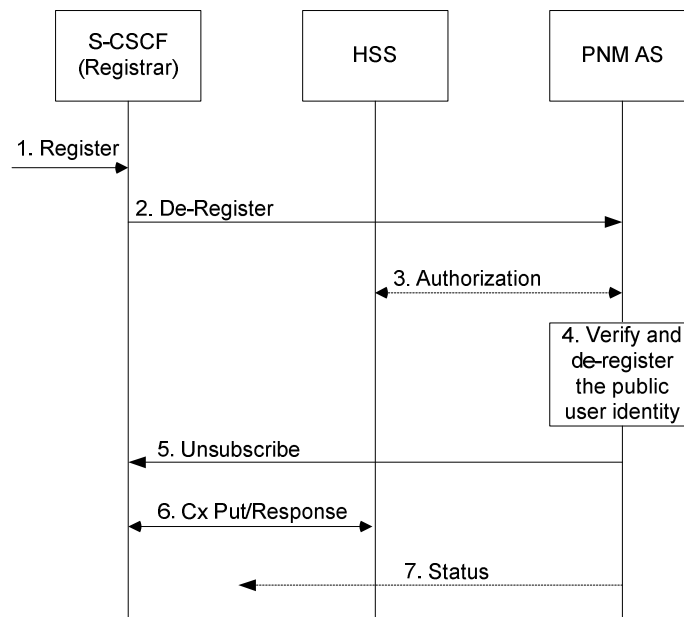 S-CSCF
(Registrar)
HSS
PNM AS
1. Register
2. De-Register
3. Authorization
4. Verify and
de-register
the public
user identity
5. Unsubscribe
6. Cx Put/Response
7. Status